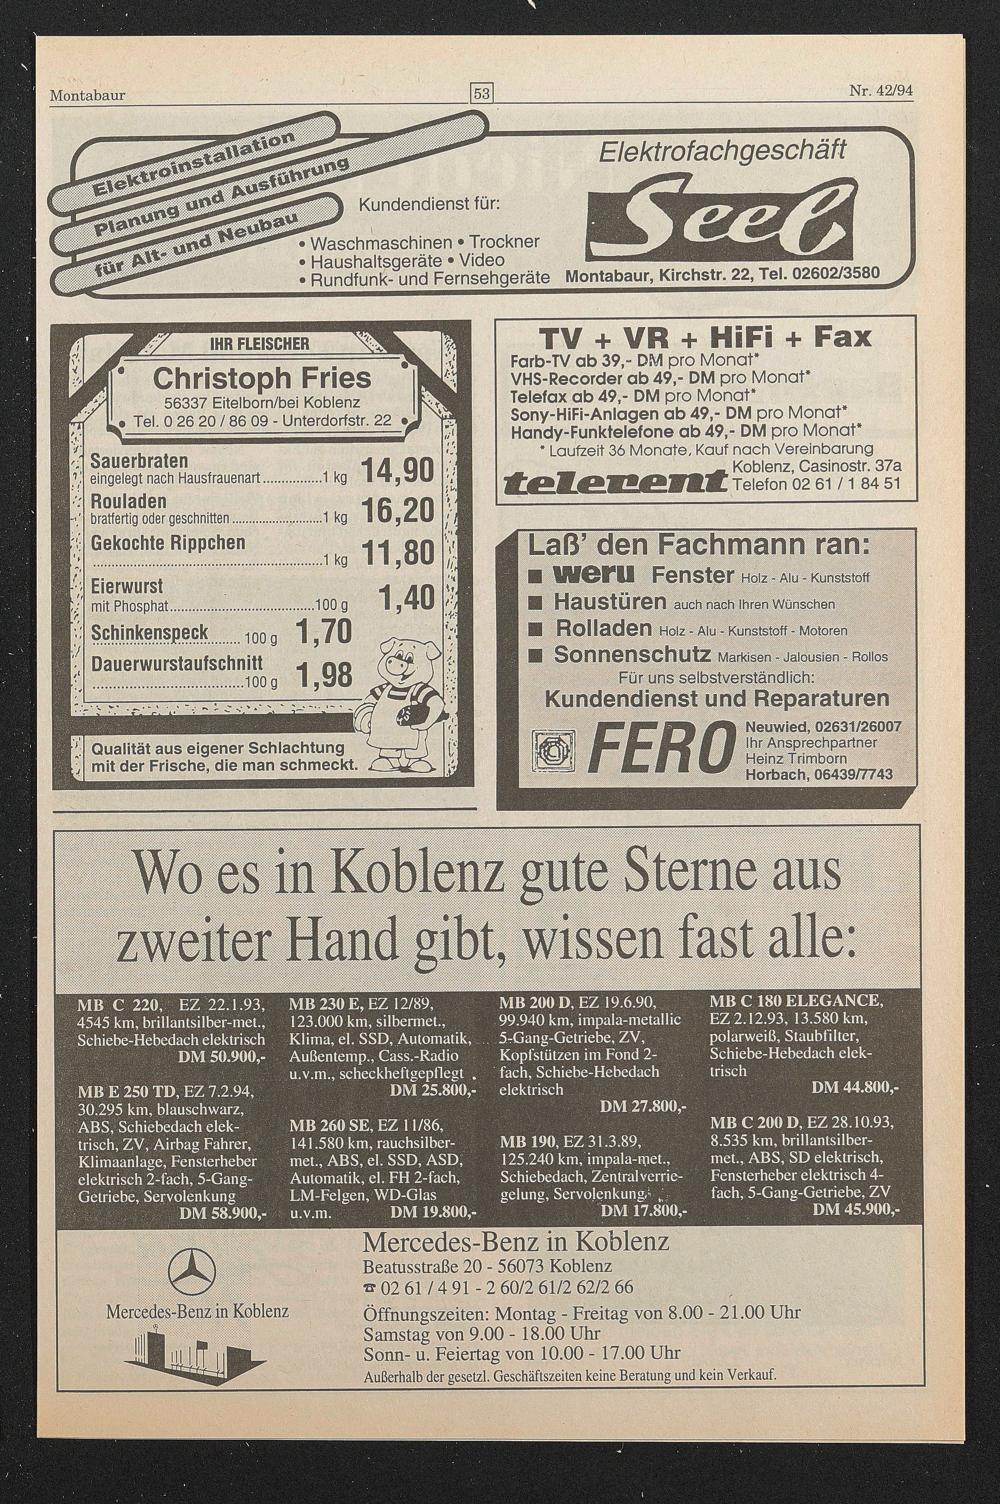 Montabaur
53
Nr. 42/94
Elektroinstallation
Planung und Ausführung
für Alt- und Neubau
Kundendienst für:
• Waschmaschinen • Trockner
• Haushaltsgeräte • Video
• Rundfunk- und Fernsehgeräte
Elektrofachgeschäft
Seel
Montabaur, Kirchstr. 22, Tel. 02602/3580
IHR FLEISCHER
Christoph Fries
56337 Eitelborn/bei Koblenz
Tel. 0 26 20 / 86 09 - Unterdorfstr. 22
Sauerbraten
eingelegt nach Hausfrauenart ...............1 kg 14,90
Rouladen
bratfertig oder geschnitten .......................1 kg 16,20
Gekochte Rippchen
..........................................................1 kg 11,80
Eierwurst
mit Phosphat....................................100 g 1,40
Schinkenspeck ....... 100 g 1,70
Dauerwurstaufschnitt
......................................100 g 1,98
Qualität aus eigener Schlachtung
mit der Frische, die man schmeckt.
TV + VR + HiFi + Fax
Farb-TV ab 39,- DM pro Monat*
VHS-Recorder ab 49,- DM pro Monat*
Telefax ab 49,- DM pro Monat*
Sony-HiFi-Anlagen ab 49,- DM pro Monat*
Handy-Funktelefone ab 49,- DM pro Monat*
* Laufzeit 36 Monate, Kauf nach Vereinbarung
telerent
Koblenz, Casinostr. 37a
Telefon 02 61 / 1 84 51
Laß' den Fachmann ran:
■ weru Fenster Holz - Alu - Kunststoff
■ Haustüren auch nach Ihren Wünschen
■ Rolladen Holz - Alu - Kunststoff - Motoren
■ Sonnenschutz Markisen - Jalousien - Rollos
Für uns selbstverständlich:
Kundendienst und Reparaturen
FERO
Neuwied, 02631/26007
Ihr Ansprechpartner
Heinz Trimborn
Horbach, 06439/7743
Wo es in Koblenz gute Sterne aus
zweiter Hand gibt, wissen fast alle:
MB C 220, EZ 22.1.93,
4545 km, brillantsilber-met.,
Schiebe-Hebedach elektrisch
DM 50.900,-
MB E 250 TD, EZ 7.2.94,
30.295 km, blauschwarz,
ABS, Schiebedach elek-
trisch, ZV, Airbag Fahrer,
Klimaanlage, Fensterheber
elektrisch 2-fach, 5-Gang-
Getriebe, Servolenkung
DM 58.900,-
MB 230 E, EZ 12/89,
123.000 km, silbermet.,
Klima, el. SSD, Automatik,
Außentemp., Cass.-Radio
u.v.m., scheckheftgepflegt
DM 25.800,-
MB 260 SE, EZ 11/86,
141.580 km, rauchsilber-
met., ABS, el. SSD, ASD,
Automatik, el. FH 2-fach,
LM-Felgen, WD-Glas
u.v.m. DM 19.800,-
MB 200 D, EZ 19.6.90,
99.940 km, impala-metallic
5-Gang-Getriebe, ZV,
Kopfstützen im Fond 2-
fach, Schiebe-Hebedach
elektrisch
DM 27.800,-
MB 190, EZ 31.3.89,
125.240 km, impala-met.,
Schiebedach, Zentralverrie-
gelung, Servolenkung
DM 17.800,-
MB C 180 ELEGANCE,
EZ 2.12.93, 13.580 km,
polarweiß, Staubfilter,
Schiebe-Hebedach elek-
trisch
DM 44.800,-
MB C 200 D, EZ 28.10.93,
8.535 km, brillantsilber-
met., ABS, SD elektrisch,
Fensterheber elektrisch 4-
fach, 5-Gang-Getriebe, ZV
DM 45.900,-
Mercedes-Benz in Koblenz
Mercedes-Benz in Koblenz
Beatusstraße 20 - 56073 Koblenz
☎ 02 61 / 4 91 - 2 60/2 61/2 62/2 66
Öffnungszeiten: Montag - Freitag von 8.00 - 21.00 Uhr
Samstag von 9.00 - 18.00 Uhr
Sonn- u. Feiertag von 10.00 - 17.00 Uhr
Außerhalb der gesetzl. Geschäftszeiten keine Beratung und kein Verkauf.